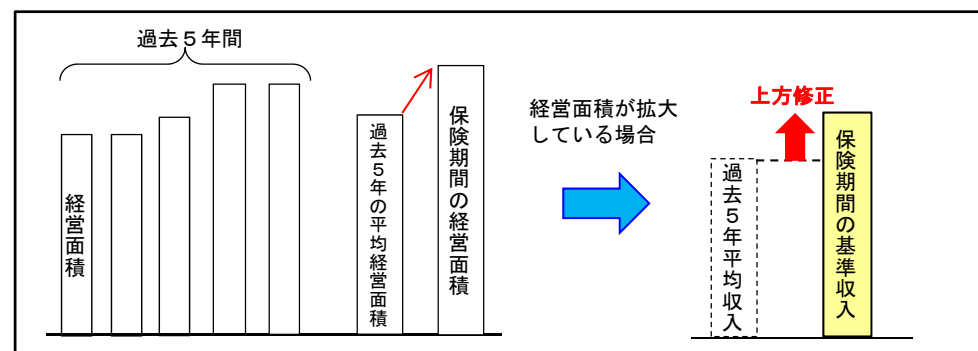 過去５年間
経営面積
過去５年の平均経営面積
保険期間の経営面積
経営面積が拡大
している場合
上方修正
過去５年平均収入
保険期間の基準収入